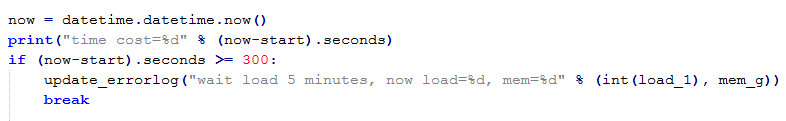 now = datetime.datetime.now()
print("time cost=%d" % (now-start).seconds)
if (now-start).seconds >= 300:
    update_errorlog("wait load 5 minutes, now load=%d, mem=%d" % (int(load_1), mem_g))
    break